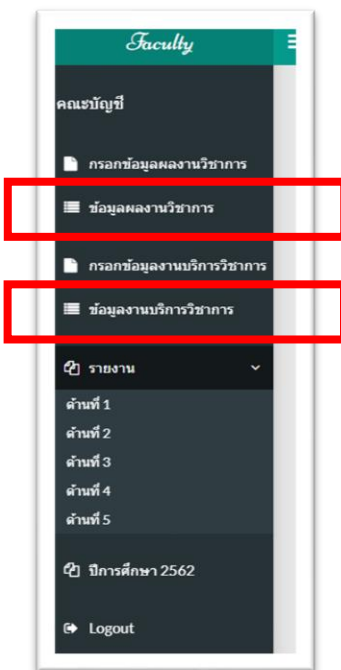 Faculty
คณะบัญชี
กรอกข้อมูลผลงานวิชาการ
ข้อมูลผลงานวิชาการ
กรอกข้อมูลงานบริการวิชาการ
ข้อมูลงานบริการวิชาการ
รายงาน
ด้านที่ 1
ด้านที่ 2
ด้านที่ 3
ด้านที่ 4
ด้านที่ 5
ปีการศึกษา 2562
Logout